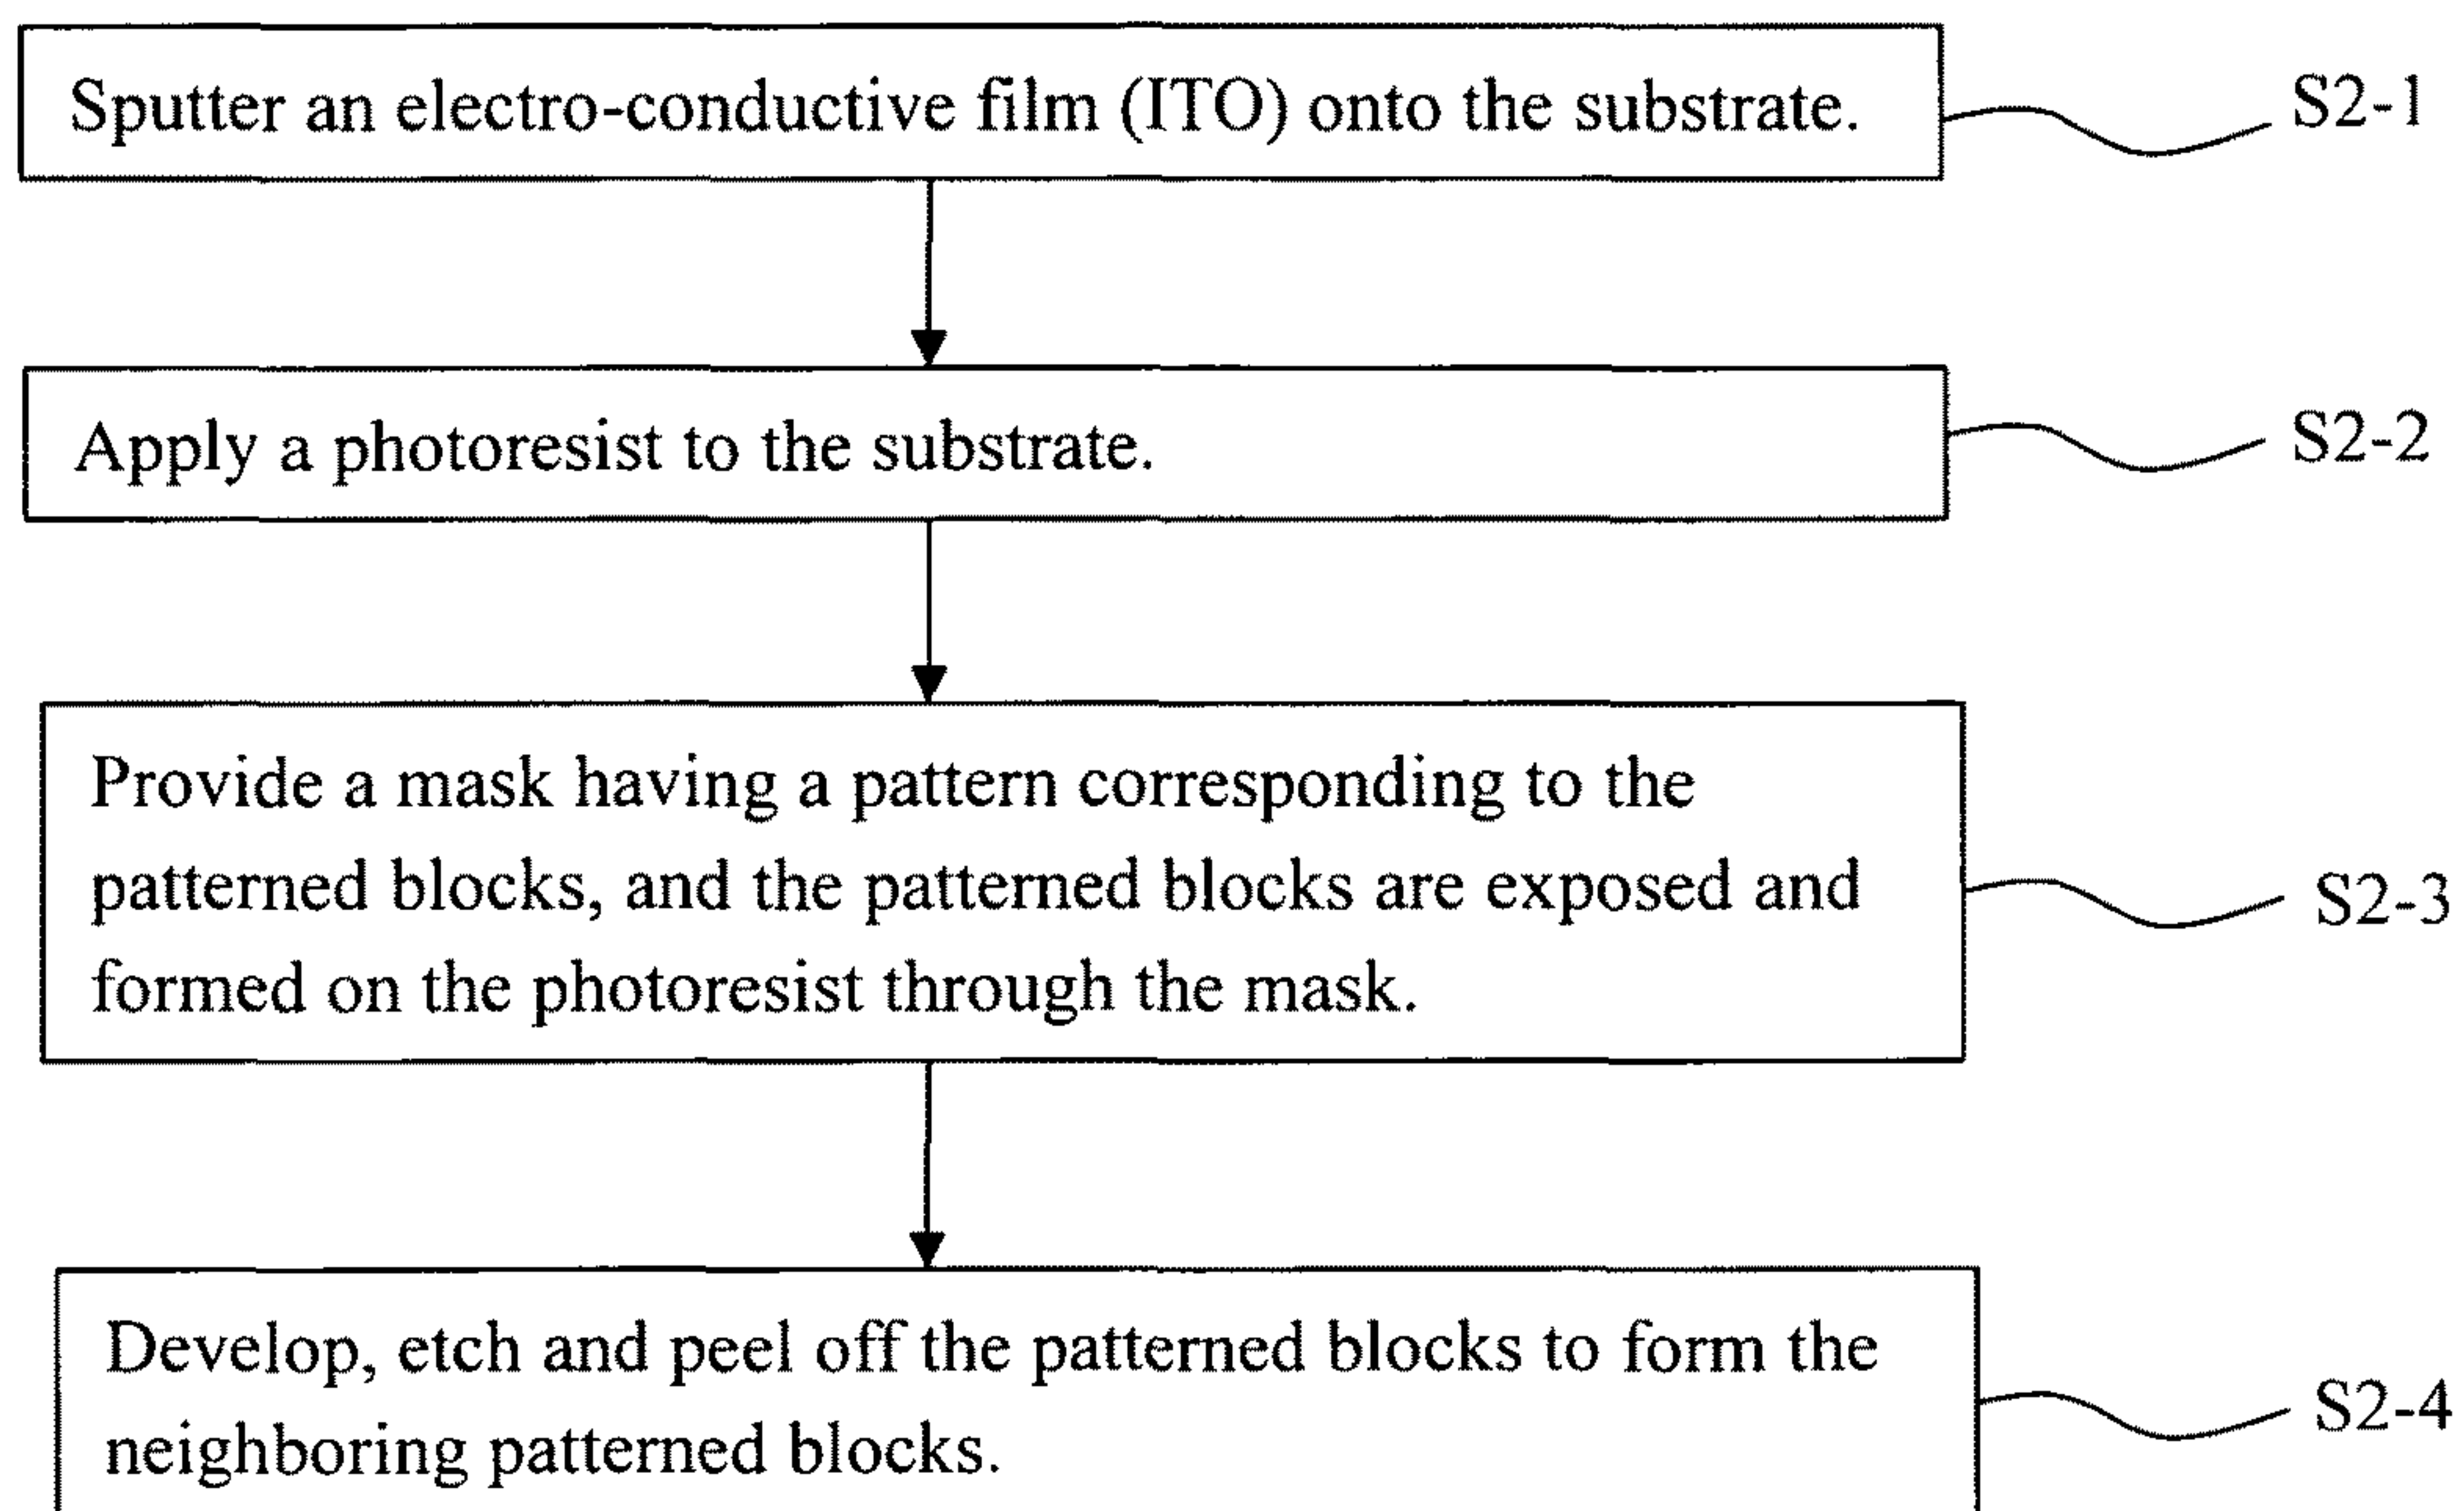 Sputter an electro-conductive film (ITO) onto the substrate.
S2-1
Apply a photoresist to the substrate.
S2-2
Provide a mask having a pattern corresponding to the
patterned blocks, and the patterned blocks are exposed and
formed on the photoresist through the mask.
S2-3
Develop, etch and peel off the patterned blocks to form the
neighboring patterned blocks.
S2-4